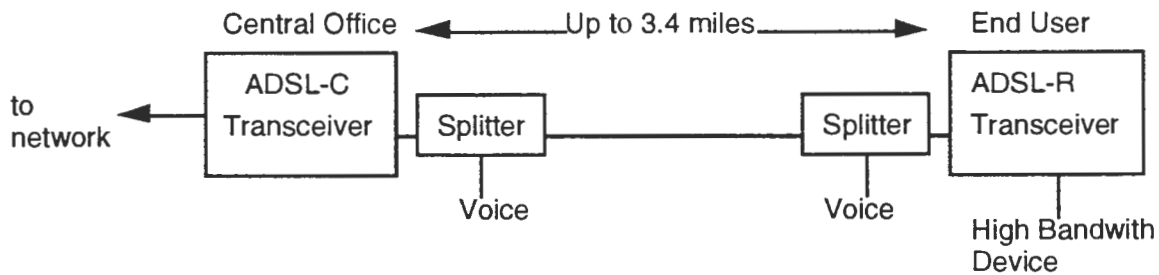 Central Office
Up to 3.4 miles
End User
to
network
ADSL-C
Transceiver
Splitter
Voice
Splitter
Voice
ADSL-R
Transceiver
High Bandwith
Device